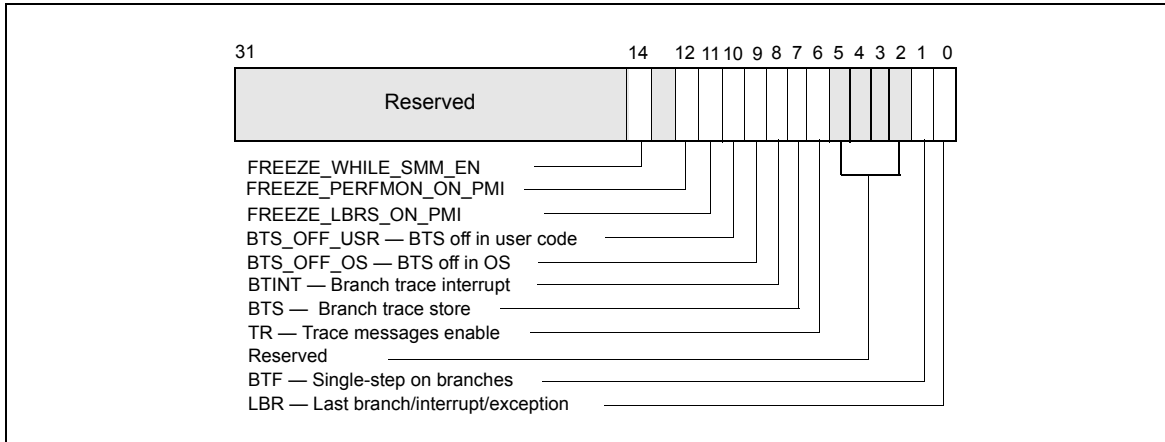 31 14 12 11 10 9 8 7 6 5 4 3 2 1 0
Reserved
FREEZE_WHILE_SMM_EN
FREEZE_PERFMON_ON_PMI
FREEZE_LBRS_ON_PMI
BTS_OFF_USR — BTS off in user code
BTS_OFF_OS — BTS off in OS
BTINT — Branch trace interrupt
BTS — Branch trace store
TR — Trace messages enable
Reserved
BTF — Single-step on branches
LBR — Last branch/interrupt/exception